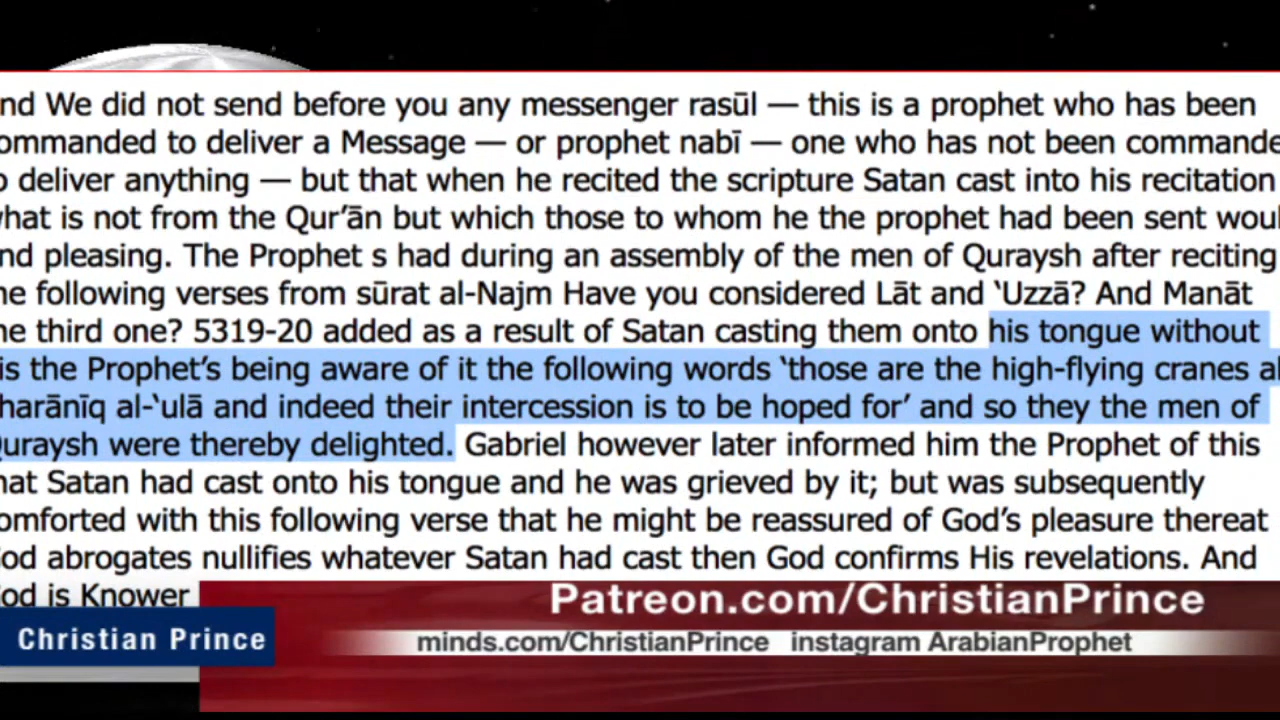 nd We did not send before you any messenger rasūl — this is a prophet who has been
ommanded to deliver a Message — or prophet nabī — one who has not been commande
o deliver anything — but that when he recited the scripture Satan cast into his recitation
what is not from the Qur’ān but which those to whom he the prophet had been sent woul
nd pleasing. The Prophet s had during an assembly of the men of Quraysh after reciting
he following verses from sūrat al-Najm Have you considered Lāt and ‘Uzzā? And Manāt
he third one? 5319-20 added as a result of Satan casting them onto his tongue without
is the Prophet’s being aware of it the following words ‘those are the high-flying cranes al
harānīq al-‘ulā and indeed their intercession is to be hoped for’ and so they the men of
Quraysh were thereby delighted. Gabriel however later informed him the Prophet of this
hat Satan had cast onto his tongue and he was grieved by it; but was subsequently
omforted with this following verse that he might be reassured of God’s pleasure thereat
God abrogates nullifies whatever Satan had cast then God confirms His revelations. And
God is Knower
Patreon.com/ChristianPrince
Christian Prince
minds.com/ChristianPrince instagram ArabianProphet